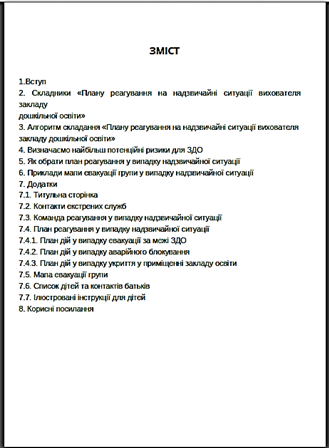 ЗМІСТ
1.Вступ
2. Складники «Плану реагування на надзвичайні ситуації вихователя
закладу
дошкільної освіти»
3. Алгоритм складання «Плану реагування на надзвичайні ситуації вихователя
закладу дошкільної освіти»
4. Визначаємо найбільш потенційні ризики для ЗДО
5. Як обрати план реагування у випадку надзвичайної ситуації
6. Приклади мапи евакуації групи у випадку надзвичайної ситуації
7. Додатки
7.1. Титульна сторінка
7.2. Контакти екстрених служб
7.3. Команда реагування у випадку надзвичайної ситуації
7.4. План реагування у випадку надзвичайної ситуації
7.4.1. План дій у випадку евакуації за межі ЗДО
7.4.2. План дій у випадку аварійного блокування
7.4.3. План дій у випадку укриття у приміщенні закладу освіти
7.5. Мапа евакуації групи
7.6. Список дітей та контактів батьків
7.7. Ілюстровані інструкції для дітей
8. Корисні посилання